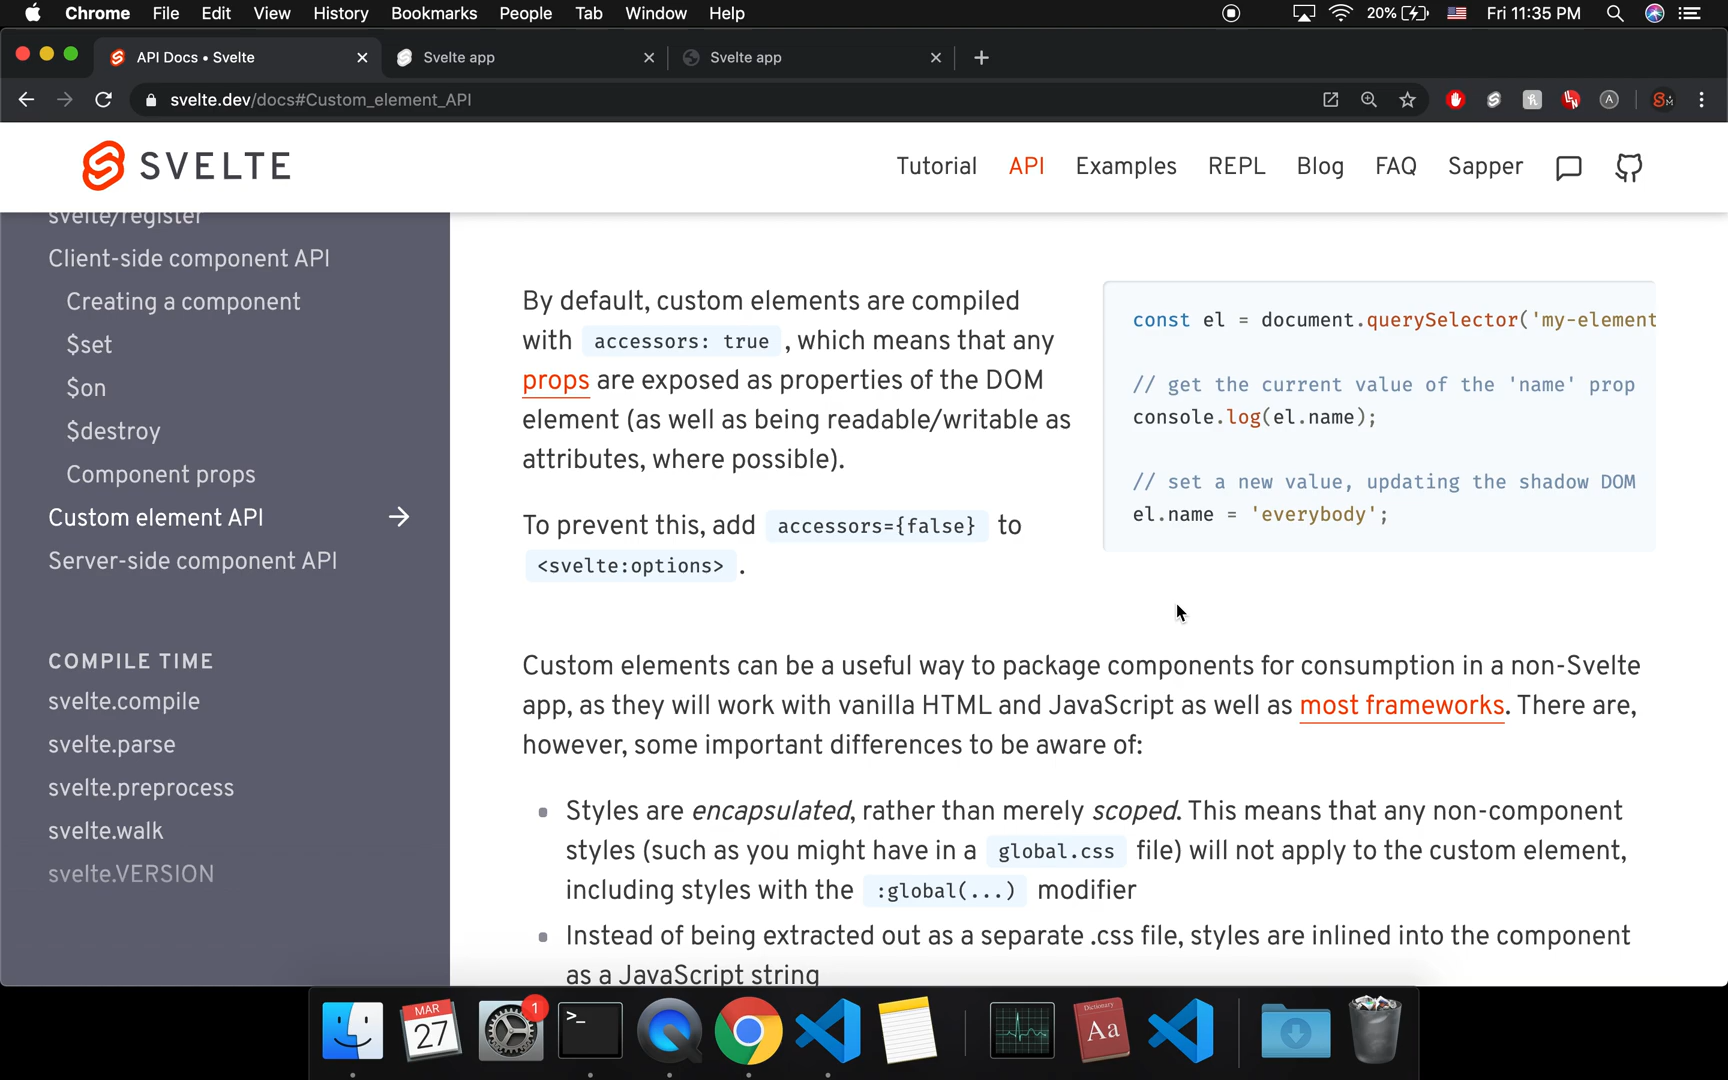 Chrome File Edit View History Bookmarks People Tab Window Help 20% Fri 11:35 PM
API Docs • Svelte Svelte app Svelte app
svelte.dev/docs#Custom_element_API
SVELTE Tutorial API Examples REPL Blog FAQ Sapper
svelte/register
Client-side component API
Creating a component
$set
$on
$destroy
Component props
Custom element API
Server-side component API
COMPILE TIME
svelte.compile
svelte.parse
svelte.preprocess
svelte.walk
svelte.VERSION
By default, custom elements are compiled
with accessors: true , which means that any
props are exposed as properties of the DOM
element (as well as being readable/writable as
attributes, where possible).
To prevent this, add accessors={false} to
<svelte:options> .
const el = document.querySelector('my-element
// get the current value of the 'name' prop
console.log(el.name);
// set a new value, updating the shadow DOM
el.name = 'everybody';
Custom elements can be a useful way to package components for consumption in a non-Svelte
app, as they will work with vanilla HTML and JavaScript as well as most frameworks. There are,
however, some important differences to be aware of:
Styles are encapsulated, rather than merely scoped. This means that any non-component
styles (such as you might have in a global.css file) will not apply to the custom element,
including styles with the :global(...) modifier
Instead of being extracted out as a separate .css file, styles are inlined into the component
as a JavaScript string
MAR
27
1
>_
Dictionary
Aa